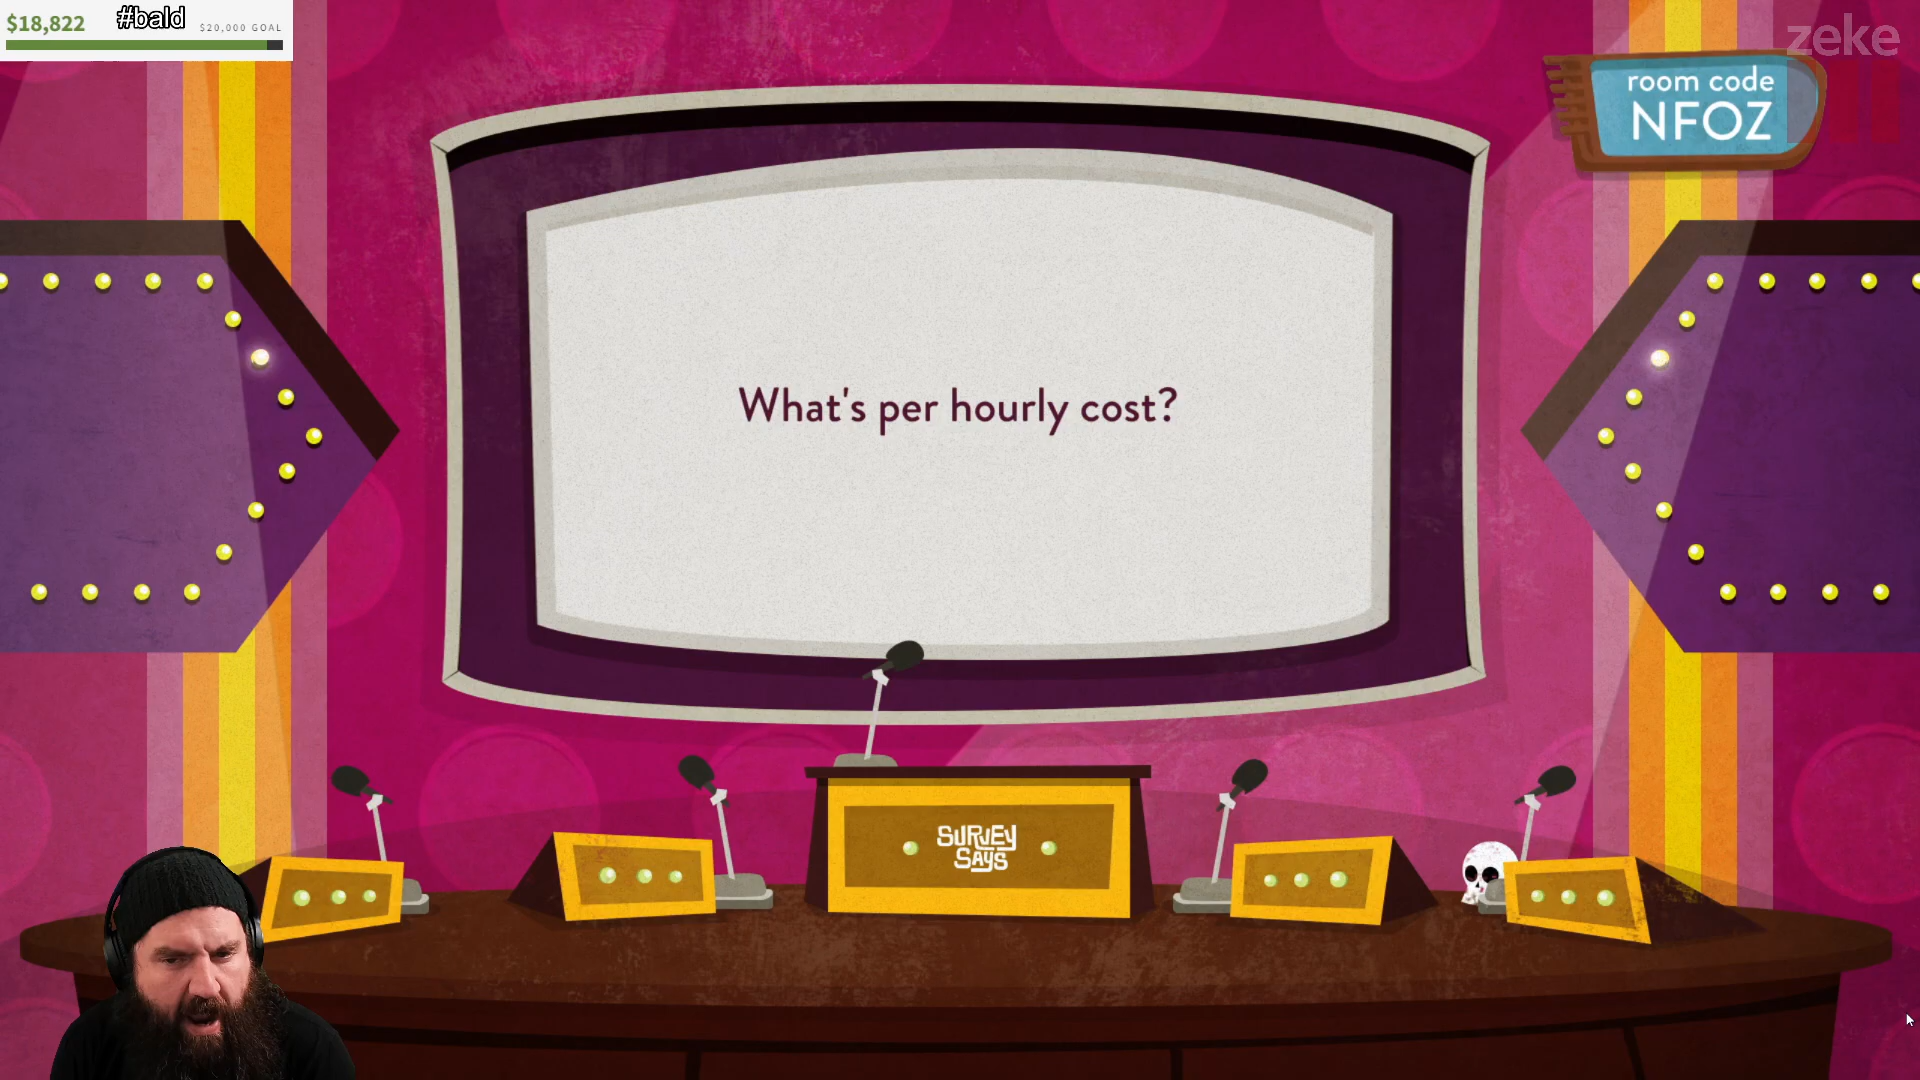 $18,822
#bald
$20,000 GOAL
zeke
room code
NFOZ
What's per hourly cost?
SURVEY
SAYS